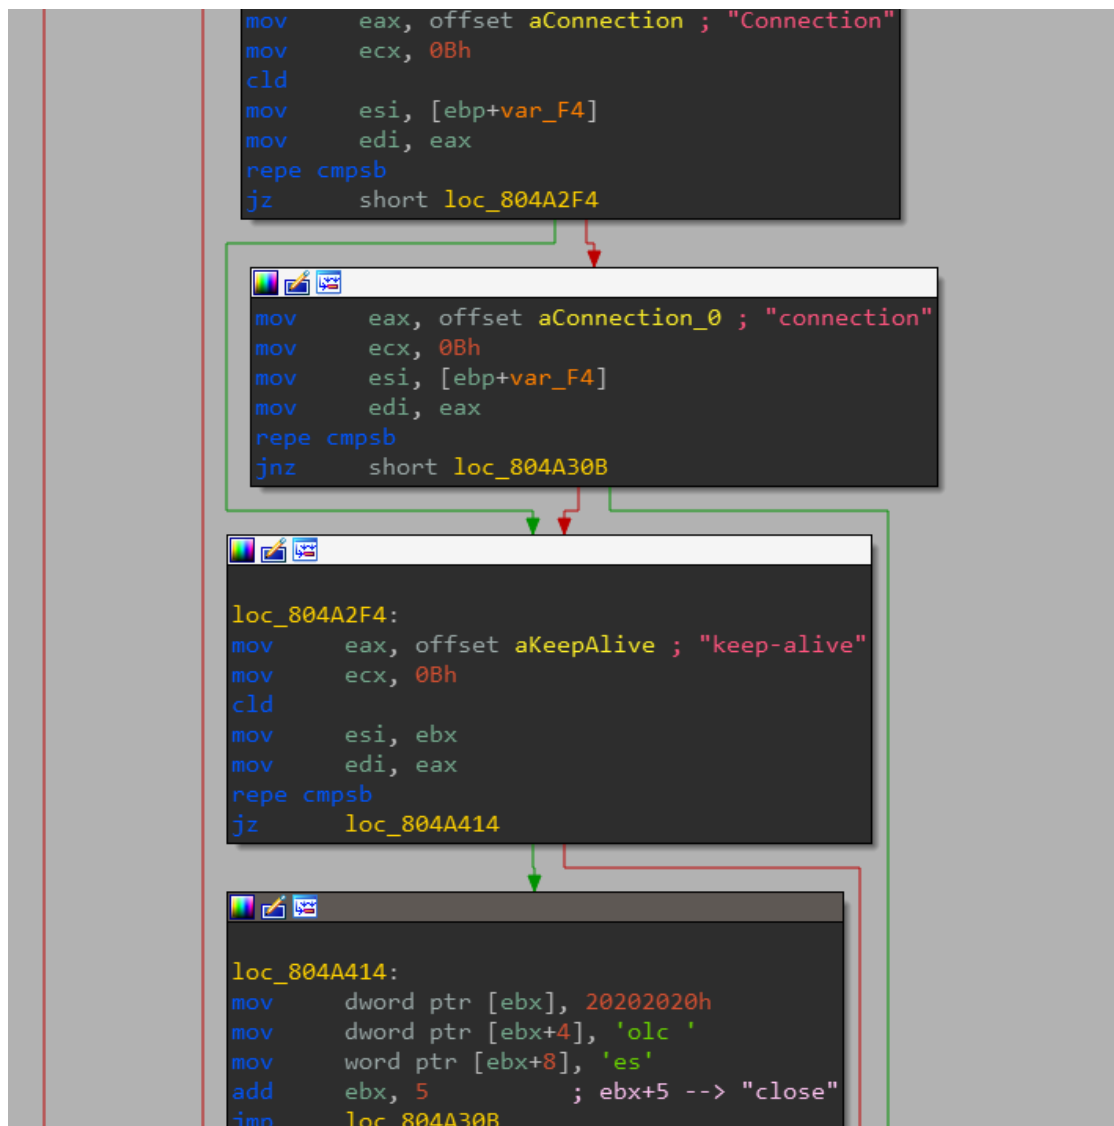 mov eax, offset aConnection ; "Connection"
mov ecx, 0Bh
cld
mov esi, [ebp+var_F4]
mov edi, eax
repe cmpsb
jz short loc_804A2F4
mov eax, offset aConnection_0 ; "connection"
mov ecx, 0Bh
mov esi, [ebp+var_F4]
mov edi, eax
repe cmpsb
jnz short loc_804A30B
loc_804A2F4:
mov eax, offset aKeepAlive ; "keep-alive"
mov ecx, 0Bh
cld
mov esi, ebx
mov edi, eax
repe cmpsb
jz loc_804A414
loc_804A414:
mov dword ptr [ebx], 20202020h
mov dword ptr [ebx+4], 'olc '
mov word ptr [ebx+8], 'es'
add ebx, 5 ; ebx+5 --> "close"
jmp loc_804A30B